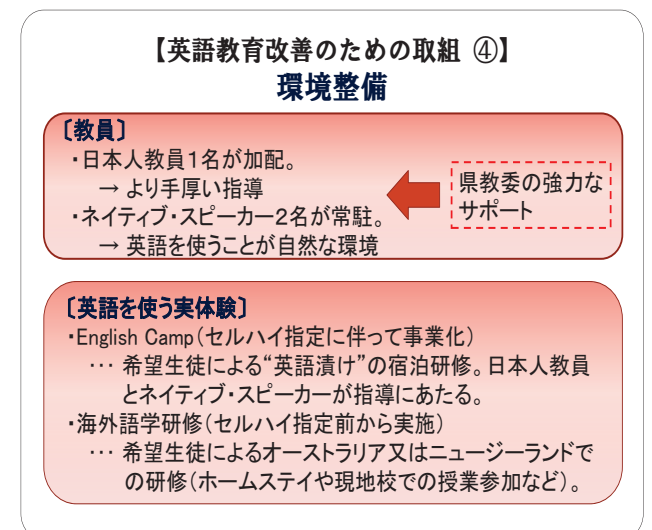 【英語教育改善のための取組 ④】
環境整備
〔教員〕
・日本人教員1名が加配。
→ より手厚い指導
・ネイティブ・スピーカー2名が常駐。
→ 英語を使うことが自然な環境
県教委の強力な
サポート
〔英語を使う実体験〕
・English Camp(セルハイ指定に伴って事業化)
… 希望生徒による“英語漬け”の宿泊研修。日本人教員
とネイティブ・スピーカーが指導にあたる。
・海外語学研修(セルハイ指定前から実施)
… 希望生徒によるオーストラリア又はニュージーランドで
の研修(ホームステイや現地校での授業参加など)。